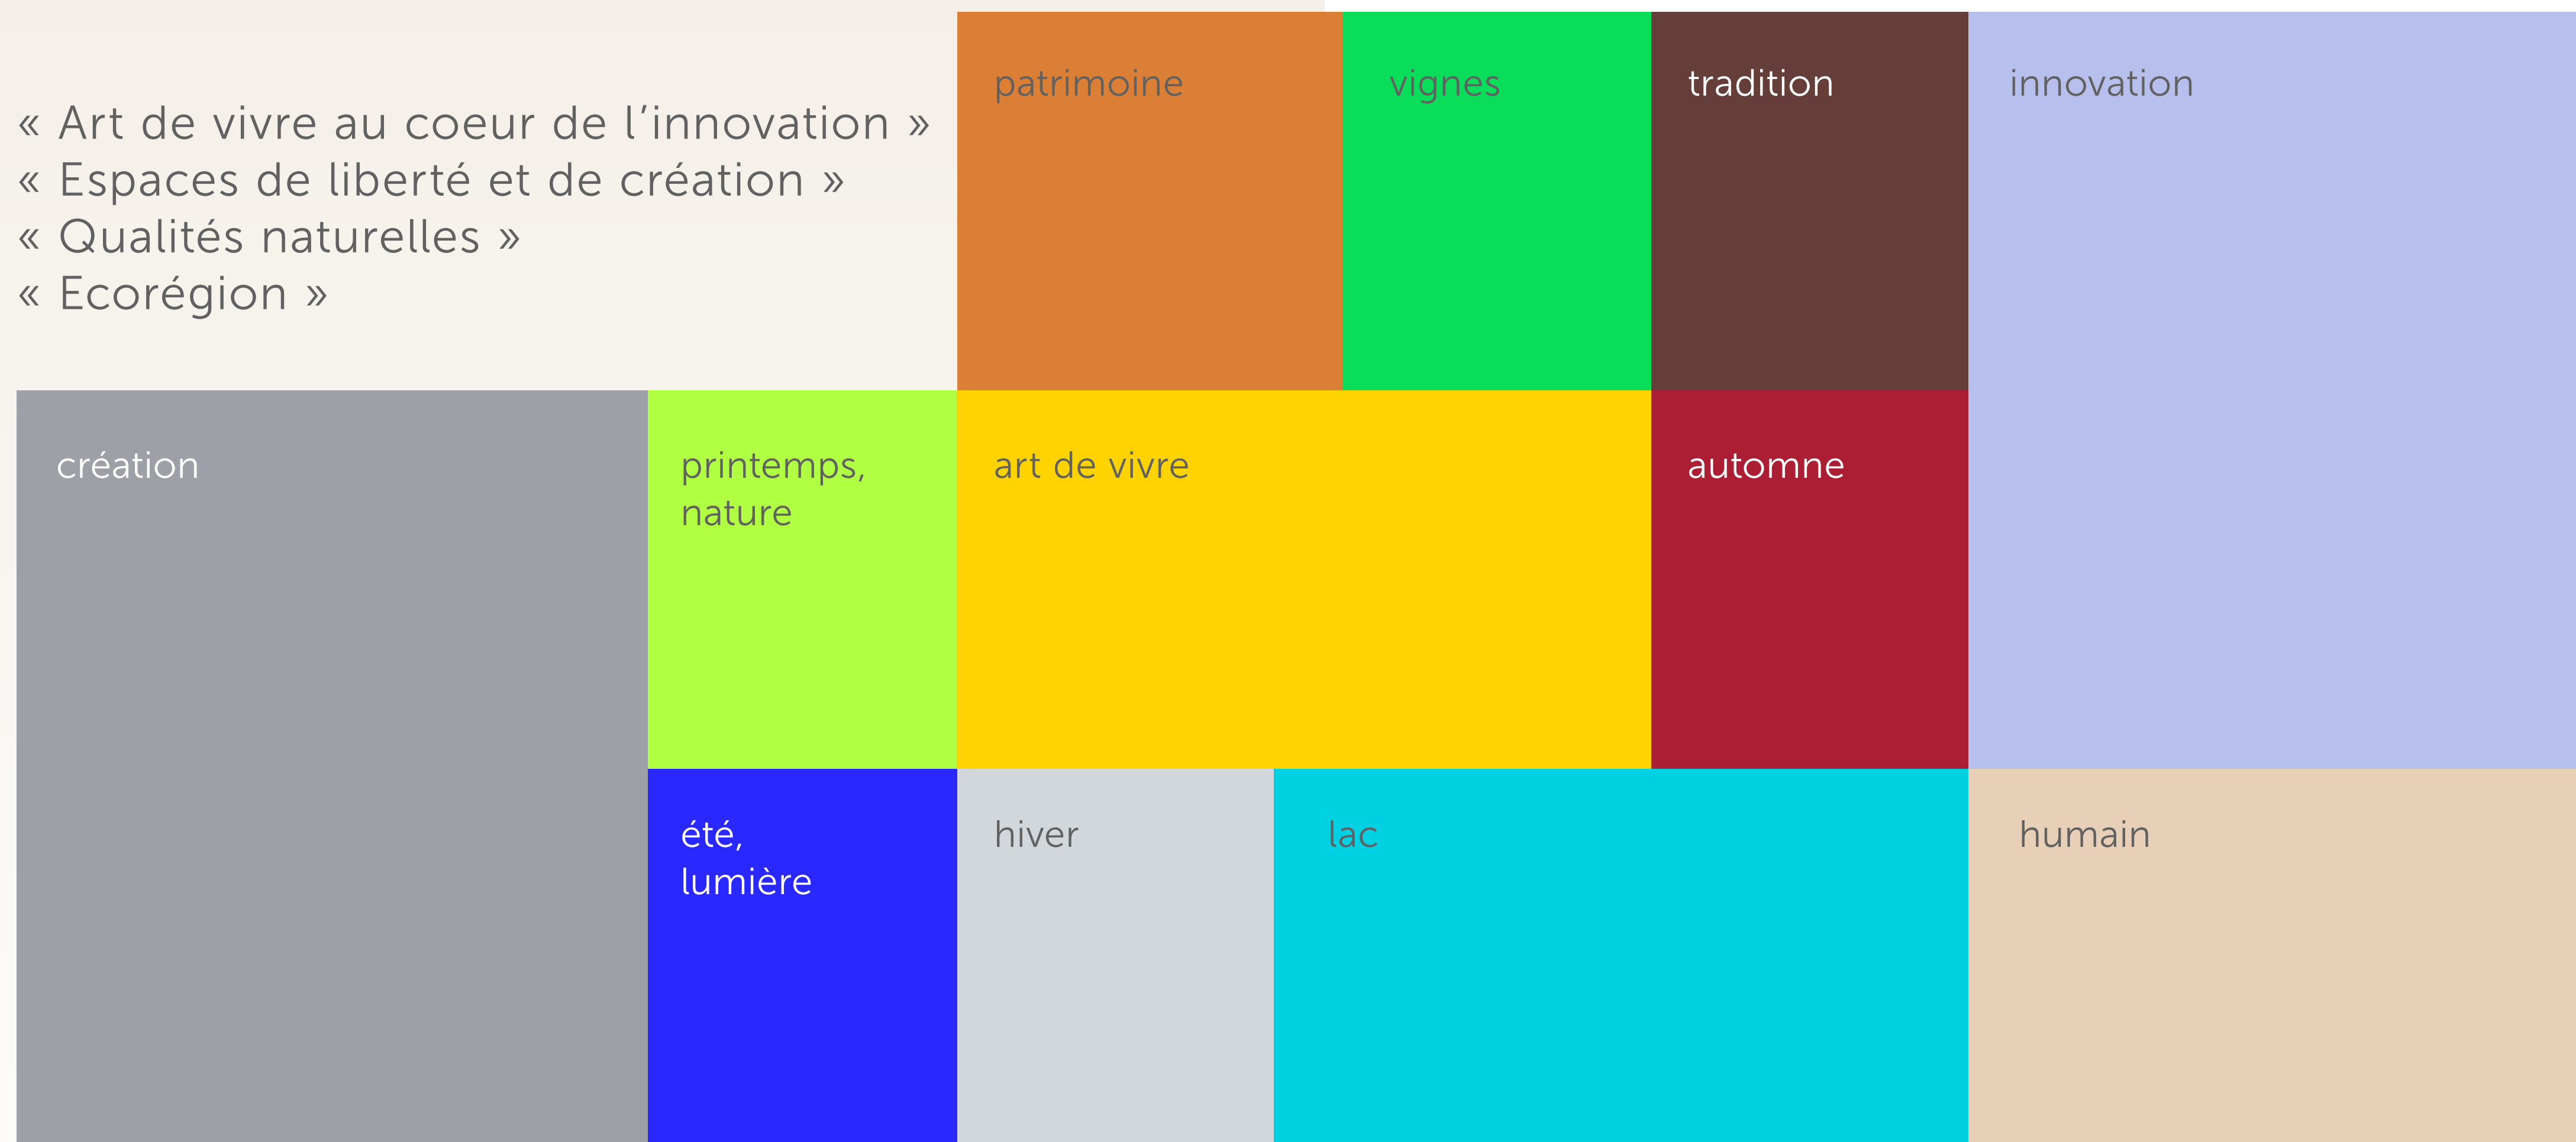 « Art de vivre au coeur de l’innovation »
« Espaces de liberté et de création »
« Qualités naturelles »
« Ecorégion »
patrimoine
vignes
tradition
innovation
création
printemps,
nature
art de vivre
automne
été,
lumière
hiver
lac
humain